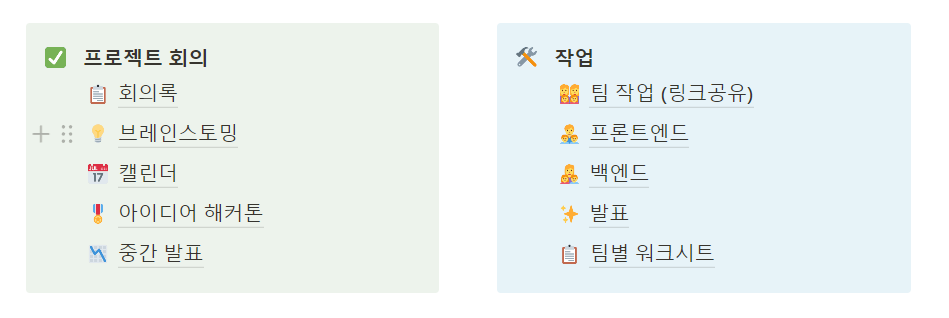 프로젝트 회의
회의록
브레인스토밍
캘린더
아이디어 해커톤
중간 발표
작업
팀 작업 (링크공유)
프론트엔드
백엔드
발표
팀별 워크시트